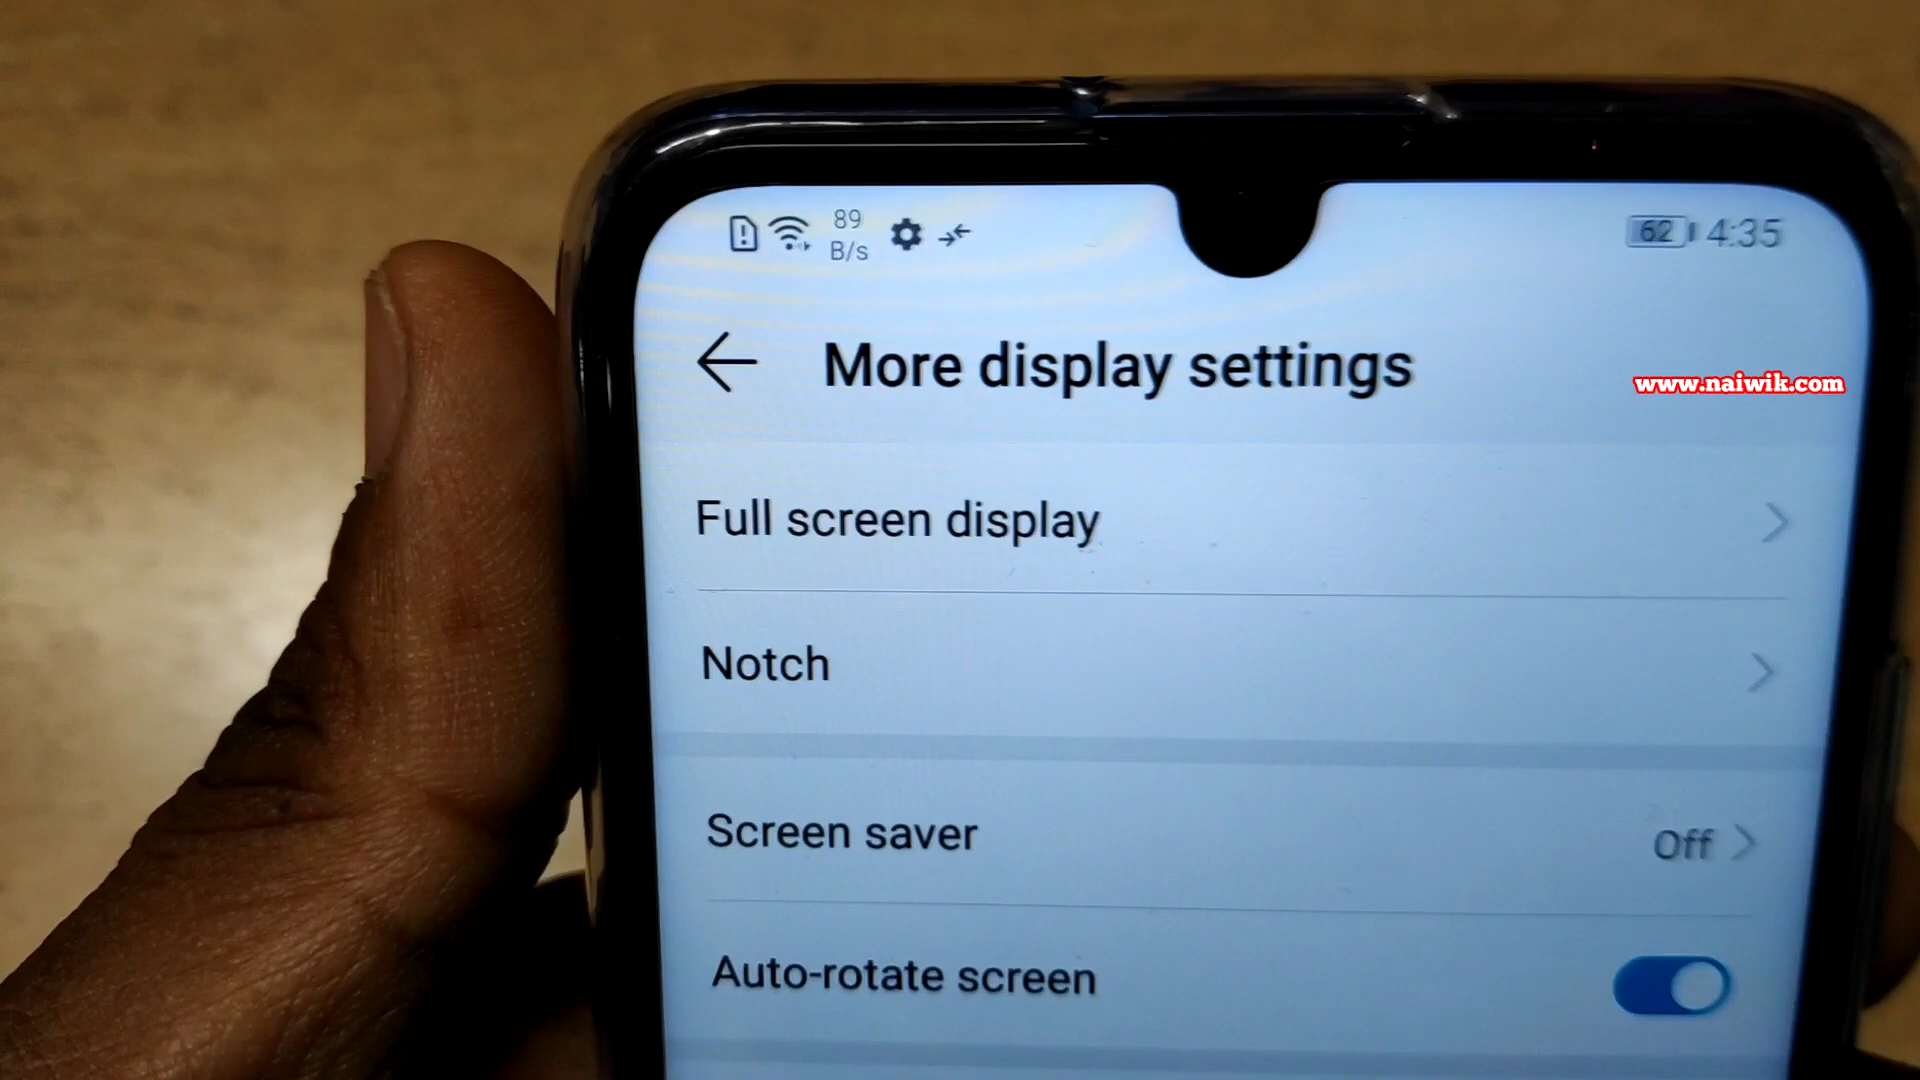 89
B/s
62 4:35
More display settings
www.naiwik.com
Full screen display
Notch
Screen saver
Off
Auto-rotate screen